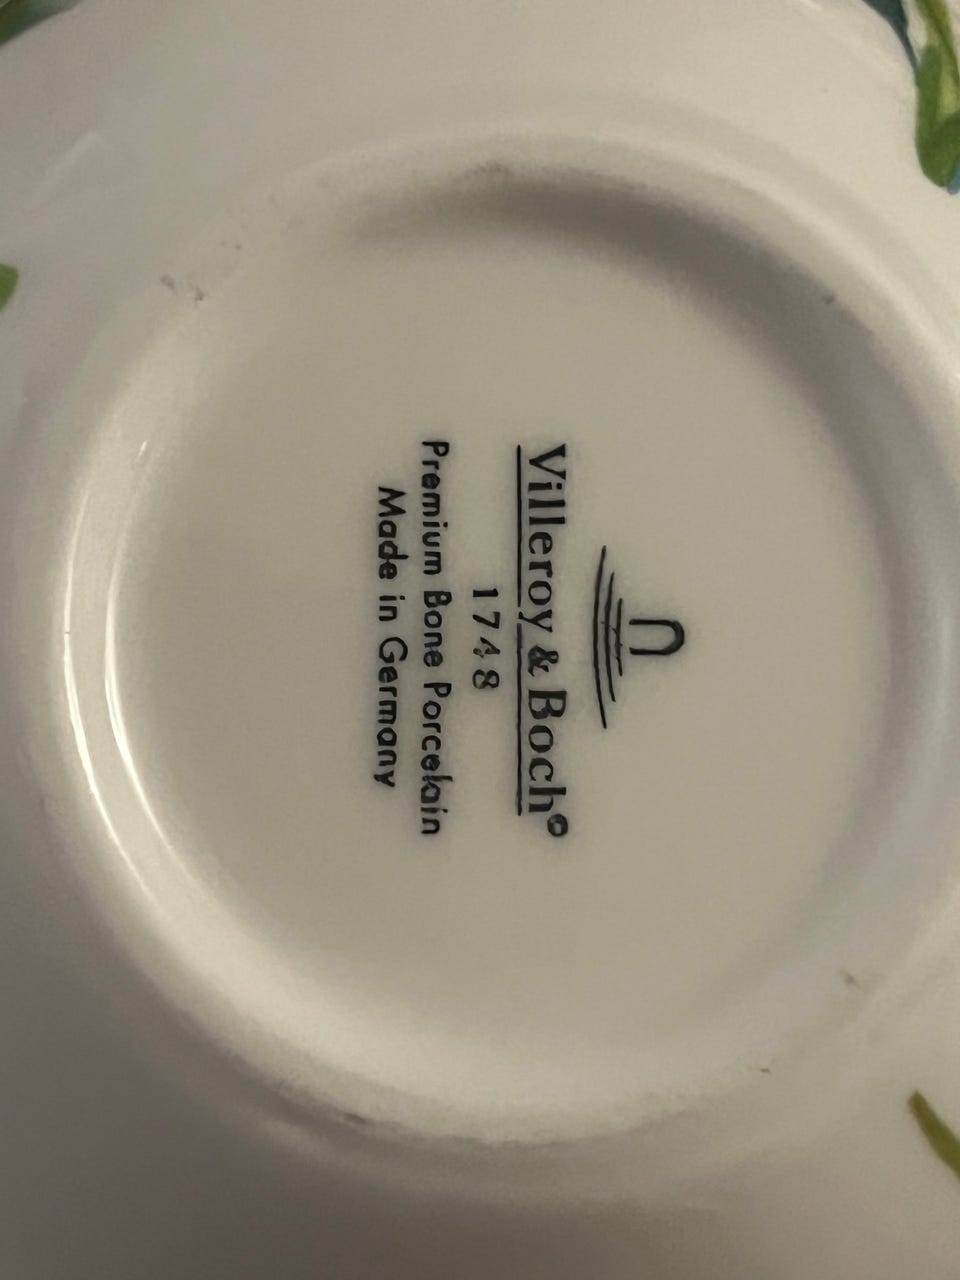 Villeroy & Boch®
1748
Premium Bone Porcelain
Made in Germany